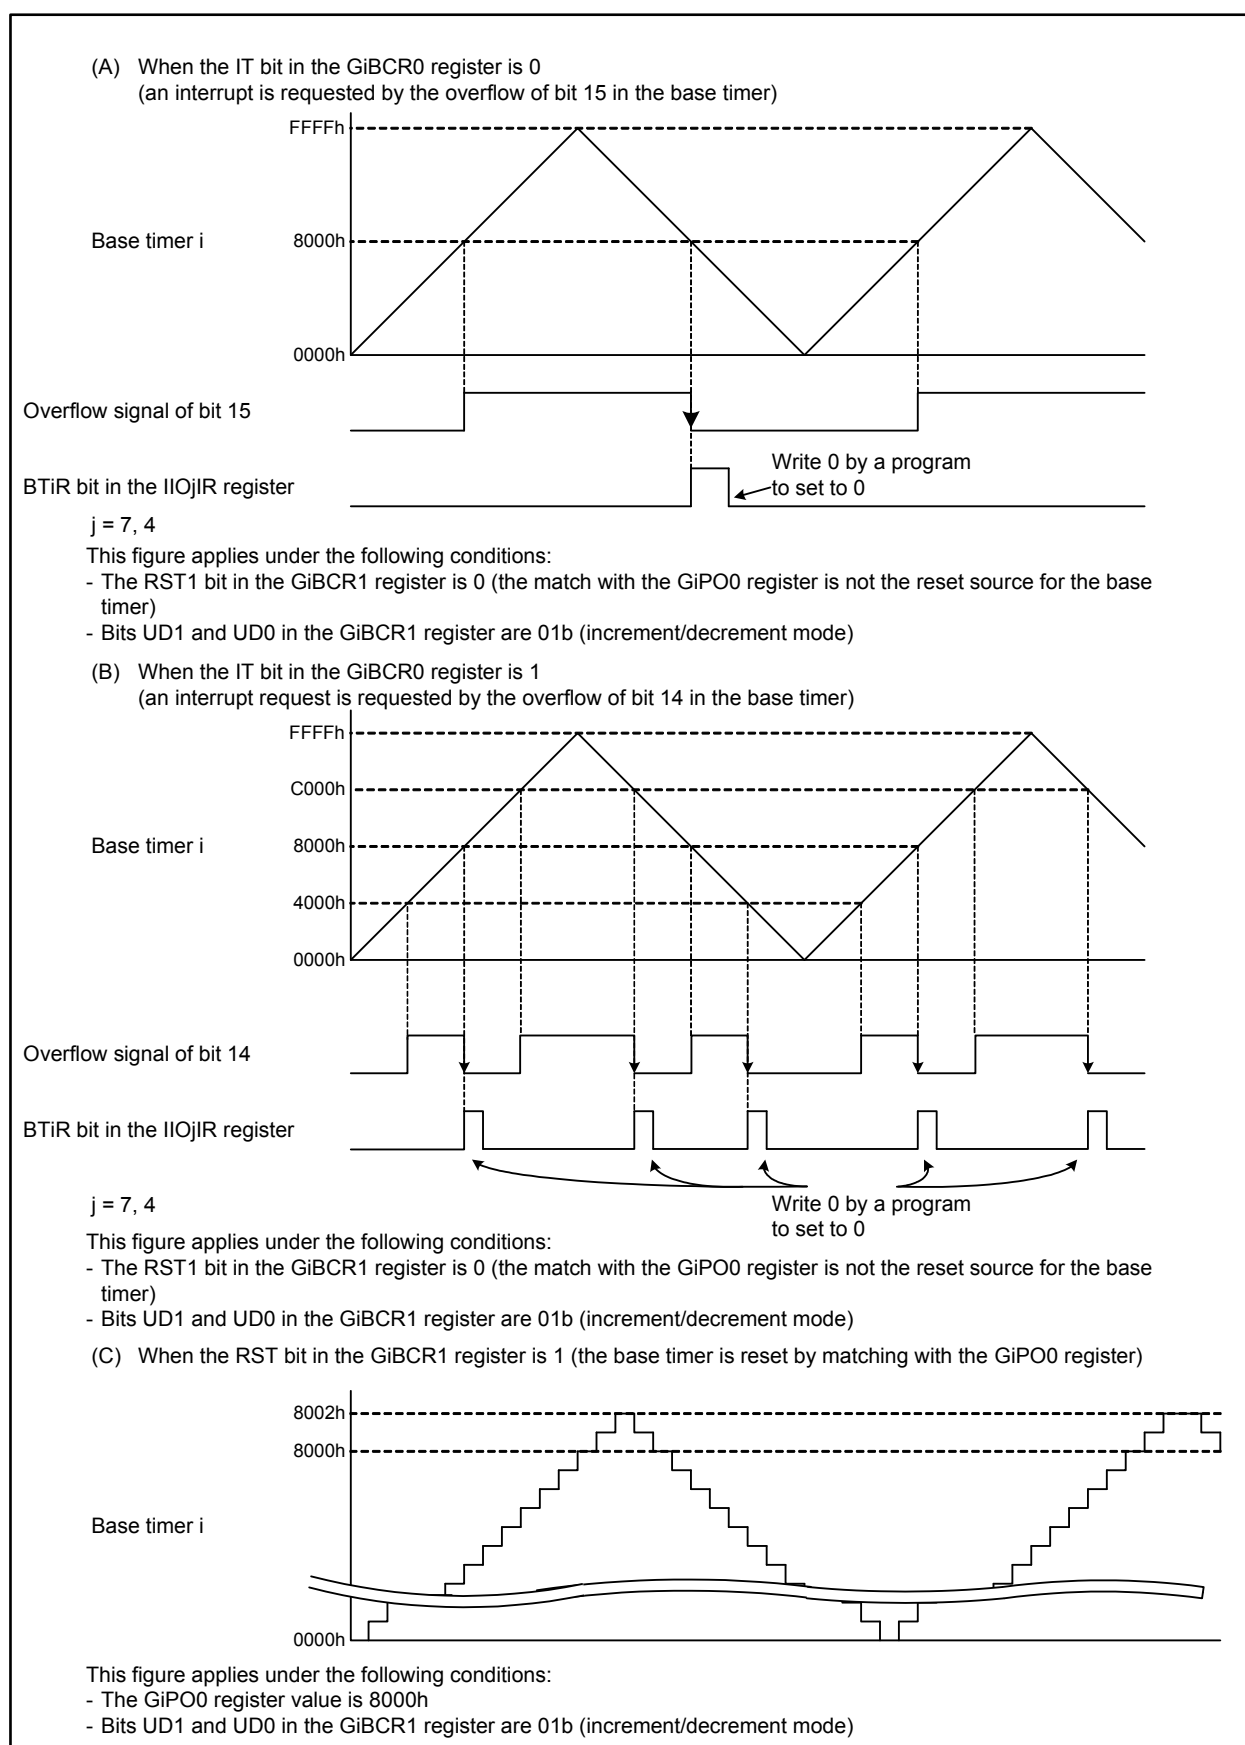 (A) When the IT bit in the GiBCR0 register is 0
(an interrupt is requested by the overflow of bit 15 in the base timer)
FFFFh
Base timer i
8000h
0000h
Overflow signal of bit 15
Write 0 by a program
to set to 0
BTiR bit in the IIOjIR register
j = 7, 4
This figure applies under the following conditions:
- The RST1 bit in the GiBCR1 register is 0 (the match with the GiPO0 register is not the reset source for the base
timer)
- Bits UD1 and UD0 in the GiBCR1 register are 01b (increment/decrement mode)
(B) When the IT bit in the GiBCR0 register is 1
(an interrupt request is requested by the overflow of bit 14 in the base timer)
FFFFh
C000h
Base timer i
8000h
4000h
0000h
Overflow signal of bit 14
BTiR bit in the IIOjIR register
j = 7, 4
Write 0 by a program
to set to 0
This figure applies under the following conditions:
- The RST1 bit in the GiBCR1 register is 0 (the match with the GiPO0 register is not the reset source for the base
timer)
- Bits UD1 and UD0 in the GiBCR1 register are 01b (increment/decrement mode)
(C) When the RST bit in the GiBCR1 register is 1 (the base timer is reset by matching with the GiPO0 register)
8002h
8000h
Base timer i
0000h
This figure applies under the following conditions:
- The GiPO0 register value is 8000h
- Bits UD1 and UD0 in the GiBCR1 register are 01b (increment/decrement mode)